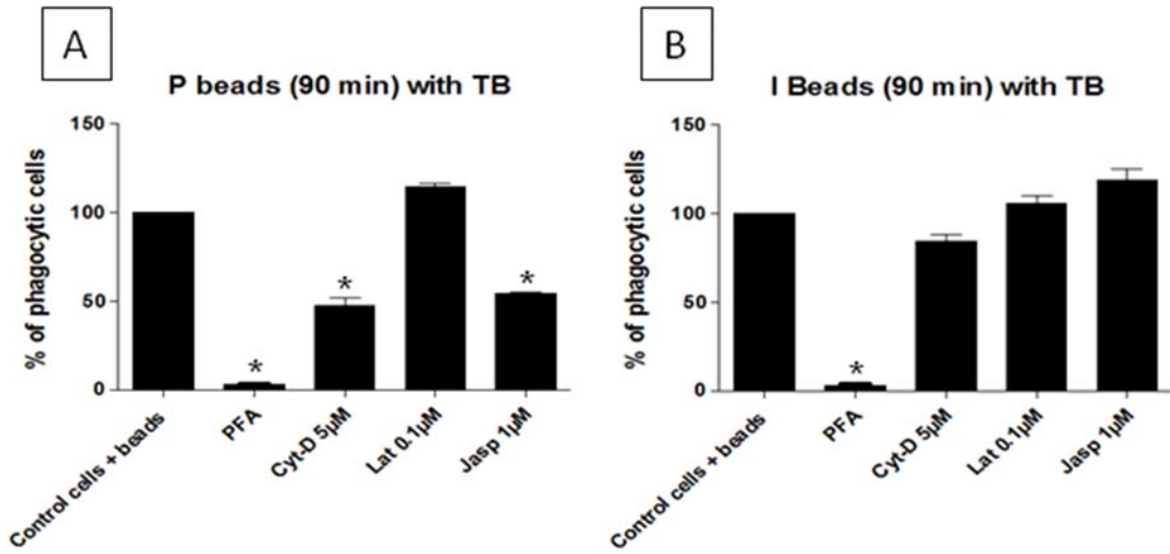 A
P beads (90 min) with TB
% of phagocytic cells
150
100
50
0
*
*
*
Control cells + beads
PFA
Cyt-D 5µM
Lat 0.1µM
Jasp 1µM
B
I Beads (90 min) with TB
% of phagocytic cells
150
100
50
0
*
Control cells + beads
PFA
Cyt-D 5µM
Lat 0.1µM
Jasp 1µM